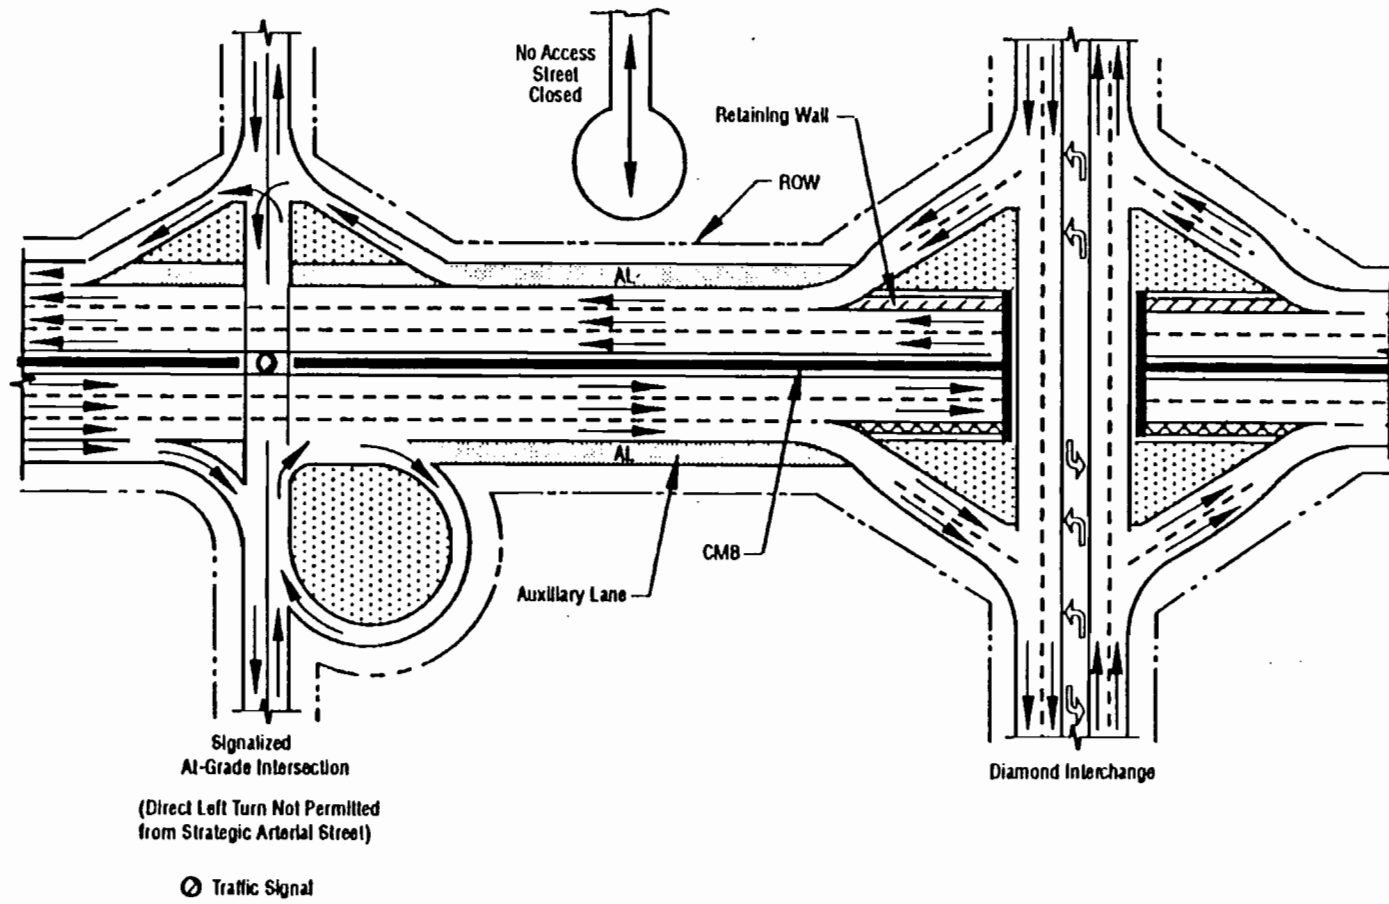 No Access
Street
Closed
Retaining Wall
ROW
AL
AL
CMB
Auxiliary Lane
Signalized
At-Grade Intersection
(Direct Left Turn Not Permitted
from Strategic Arterial Street)
Traffic Signal
Diamond Interchange